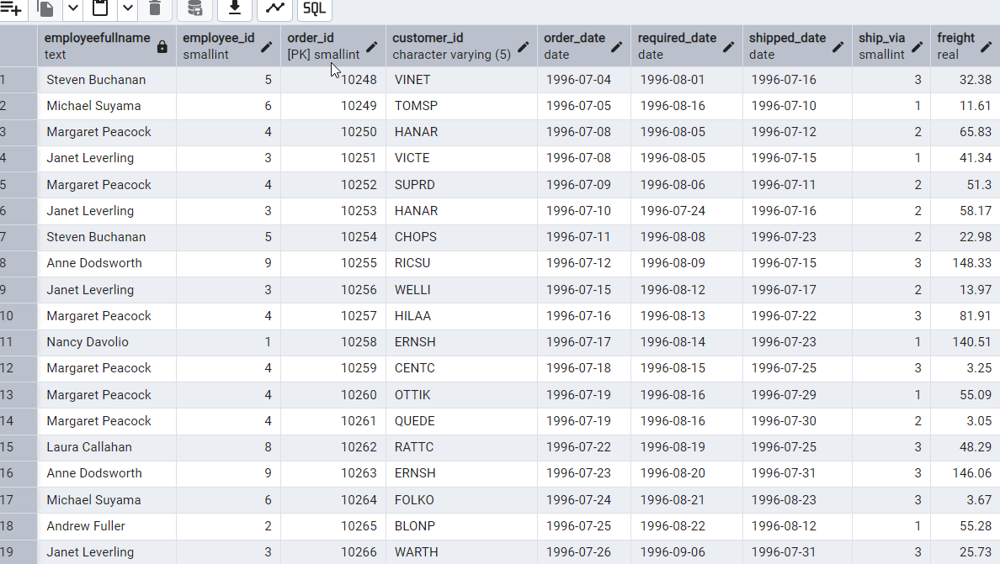 SQL
employeefullname employee_id order_id customer_id order_date required_date shipped_date ship_via freight
text smallint [PK] smallint character varying (5) date date date smallint real
1 Steven Buchanan 5 10248 VINET 1996-07-04 1996-08-01 1996-07-16 3 32.38
2 Michael Suyama 6 10249 TOMSP 1996-07-05 1996-08-16 1996-07-10 1 11.61
3 Margaret Peacock 4 10250 HANAR 1996-07-08 1996-08-05 1996-07-12 2 65.83
4 Janet Leverling 3 10251 VICTE 1996-07-08 1996-08-05 1996-07-15 1 41.34
5 Margaret Peacock 4 10252 SUPRD 1996-07-09 1996-08-06 1996-07-11 2 51.3
6 Janet Leverling 3 10253 HANAR 1996-07-10 1996-07-24 1996-07-16 2 58.17
7 Steven Buchanan 5 10254 CHOPS 1996-07-11 1996-08-08 1996-07-23 2 22.98
8 Anne Dodsworth 9 10255 RICSU 1996-07-12 1996-08-09 1996-07-15 3 148.33
9 Janet Leverling 3 10256 WELLI 1996-07-15 1996-08-12 1996-07-17 2 13.97
10 Margaret Peacock 4 10257 HILAA 1996-07-16 1996-08-13 1996-07-22 3 81.91
11 Nancy Davolio 1 10258 ERNSH 1996-07-17 1996-08-14 1996-07-23 1 140.51
12 Margaret Peacock 4 10259 CENTC 1996-07-18 1996-08-15 1996-07-25 3 3.25
13 Margaret Peacock 4 10260 OTTIK 1996-07-19 1996-08-16 1996-07-29 1 55.09
14 Margaret Peacock 4 10261 QUEDE 1996-07-19 1996-08-16 1996-07-30 2 3.05
15 Laura Callahan 8 10262 RATTC 1996-07-22 1996-08-19 1996-07-25 3 48.29
16 Anne Dodsworth 9 10263 ERNSH 1996-07-23 1996-08-20 1996-07-31 3 146.06
17 Michael Suyama 6 10264 FOLKO 1996-07-24 1996-08-21 1996-08-23 3 3.67
18 Andrew Fuller 2 10265 BLONP 1996-07-25 1996-08-22 1996-08-12 1 55.28
19 Janet Leverling 3 10266 WARTH 1996-07-26 1996-09-06 1996-07-31 3 25.73